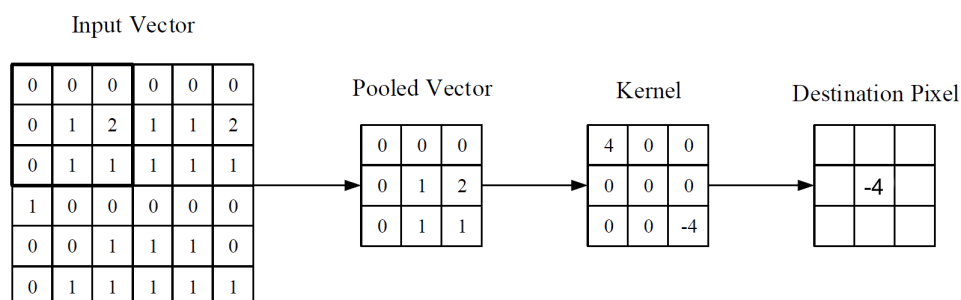 Input Vector
Pooled Vector
Kernel
Destination Pixel
0 0 0 0 0 0
0 1 2 1 1 2
0 1 1 1 1 1
1 0 0 0 0 0
0 0 1 1 1 0
0 1 1 1 1 1
0 0 0
0 1 2
0 1 1
4 0 0
0 0 0
0 0 -4
-4